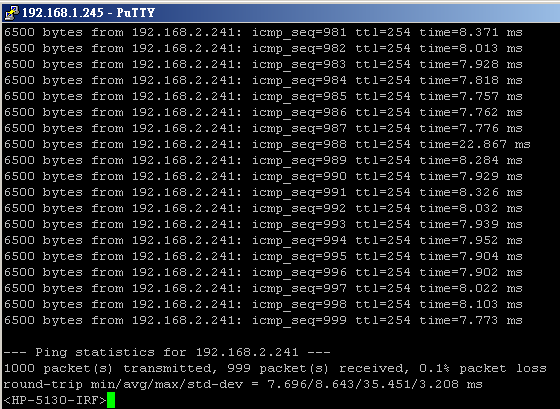 192.168.1.245 - PuTTY
6500 bytes from 192.168.2.241: icmp_seq=981 ttl=254 time=8.371 ms
6500 bytes from 192.168.2.241: icmp_seq=982 ttl=254 time=8.013 ms
6500 bytes from 192.168.2.241: icmp_seq=983 ttl=254 time=7.928 ms
6500 bytes from 192.168.2.241: icmp_seq=984 ttl=254 time=7.818 ms
6500 bytes from 192.168.2.241: icmp_seq=985 ttl=254 time=7.757 ms
6500 bytes from 192.168.2.241: icmp_seq=986 ttl=254 time=7.762 ms
6500 bytes from 192.168.2.241: icmp_seq=987 ttl=254 time=7.776 ms
6500 bytes from 192.168.2.241: icmp_seq=988 ttl=254 time=22.867 ms
6500 bytes from 192.168.2.241: icmp_seq=989 ttl=254 time=8.284 ms
6500 bytes from 192.168.2.241: icmp_seq=990 ttl=254 time=7.929 ms
6500 bytes from 192.168.2.241: icmp_seq=991 ttl=254 time=8.326 ms
6500 bytes from 192.168.2.241: icmp_seq=992 ttl=254 time=8.032 ms
6500 bytes from 192.168.2.241: icmp_seq=993 ttl=254 time=7.939 ms
6500 bytes from 192.168.2.241: icmp_seq=994 ttl=254 time=7.952 ms
6500 bytes from 192.168.2.241: icmp_seq=995 ttl=254 time=7.904 ms
6500 bytes from 192.168.2.241: icmp_seq=996 ttl=254 time=7.902 ms
6500 bytes from 192.168.2.241: icmp_seq=997 ttl=254 time=8.022 ms
6500 bytes from 192.168.2.241: icmp_seq=998 ttl=254 time=8.103 ms
6500 bytes from 192.168.2.241: icmp_seq=999 ttl=254 time=7.773 ms
--- Ping statistics for 192.168.2.241 ---
1000 packet(s) transmitted, 999 packet(s) received, 0.1% packet loss
round-trip min/avg/max/std-dev = 7.696/8.643/35.451/3.208 ms
<HP-5130-IRF>